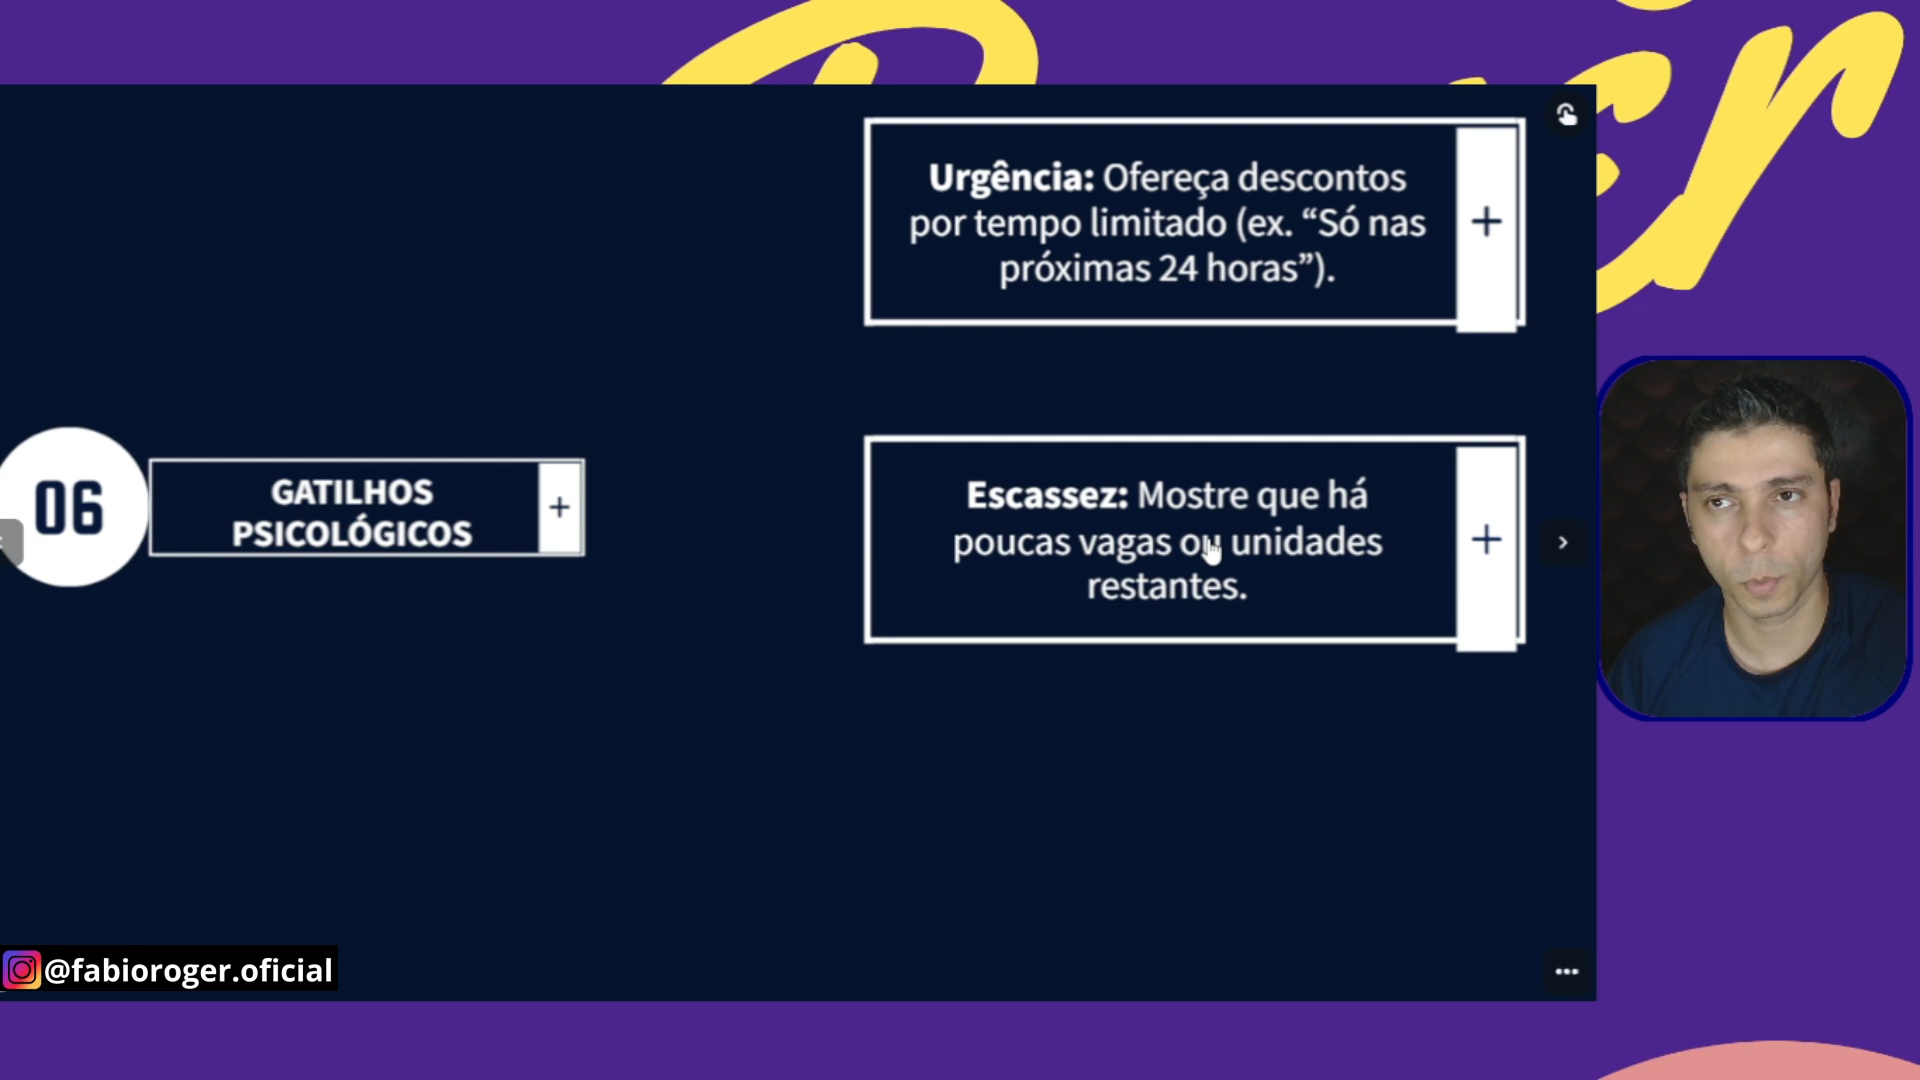 Urgência: Ofereça descontos
por tempo limitado (ex. “Só nas
próximas 24 horas”).
06
GATILHOS
PSICOLÓGICOS
Escassez: Mostre que há
poucas vagas ou unidades
restantes.
@fabioroger.oficial